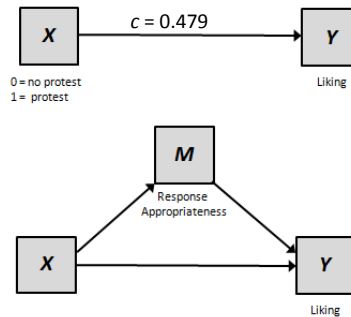 c = 0.479
X
Y
0 = no protest
1 = protest
Liking
M
Response
Appropriateness
X
Y
Liking